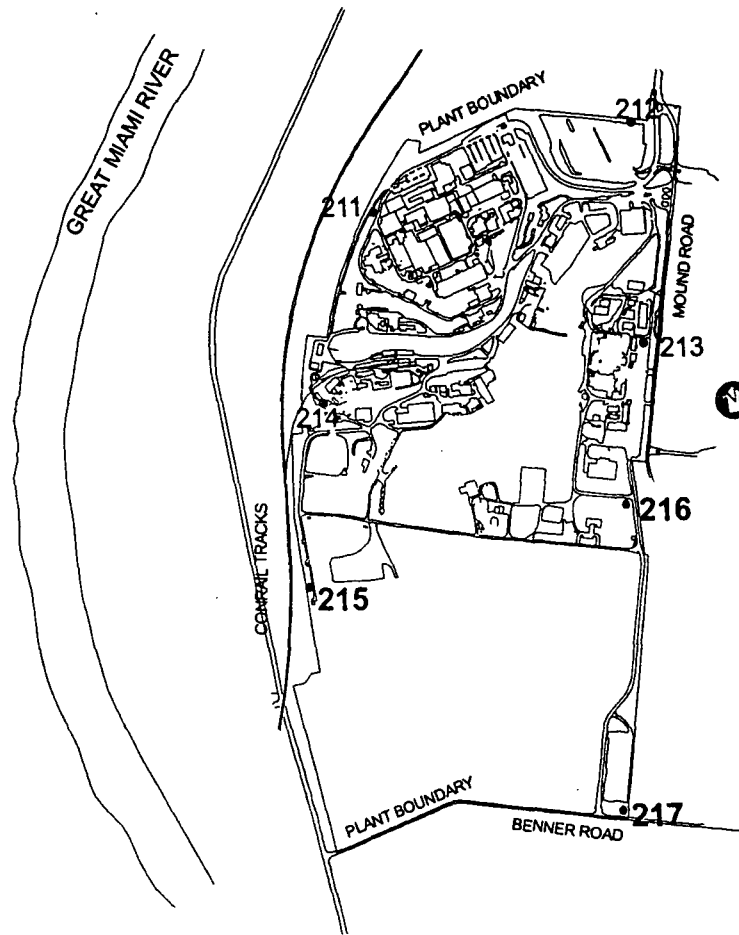 GREAT MIAMI RIVER
PLANT BOUNDARY
212
211
MOUND ROAD
213
214
CONRAIL TRACKS
216
215
PLANT BOUNDARY
BENNER ROAD
217